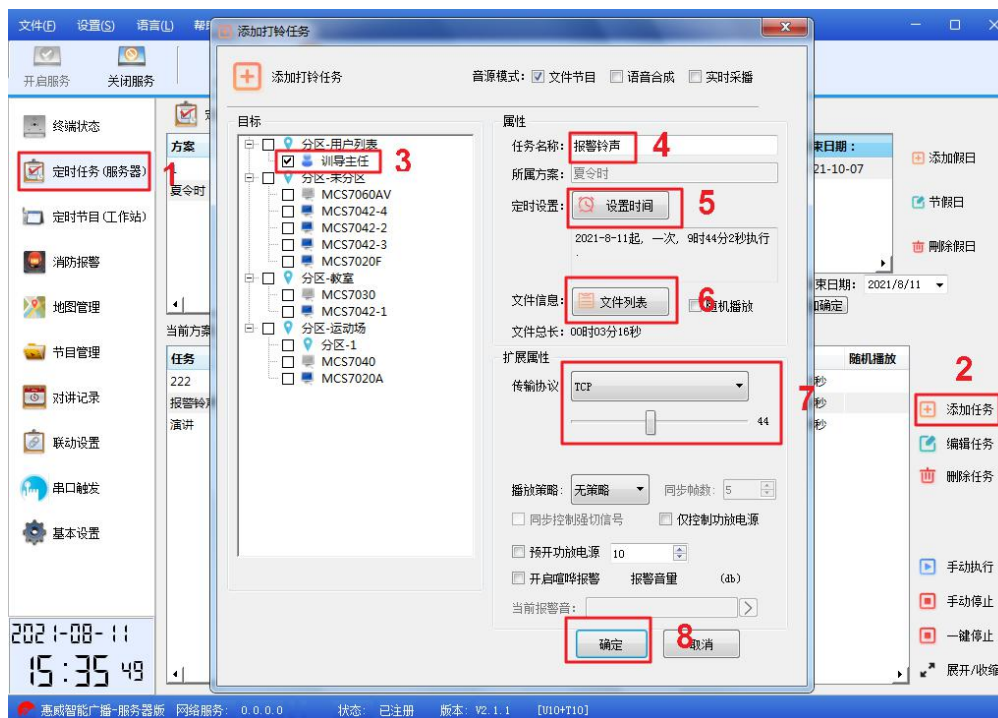 文件(F) 设置(S) 语言(L) 帮
添加打铃任务
开启服务 关闭服务
添加打铃任务 音源模式: 文件节目 语音合成 实时采播
终端状态
定时任务(服务器) 1
定时节目(工作站)
消防报警
地图管理
节目管理
对讲记录
联动设置
串口触发
基本设置
2021-08-11
15:35 49
方案
夏令时
当前方案
任务
222
报警铃声
演讲
目标
分区-用户列表
训导主任 3
分区-未分区
MCS7060AV
MCS7042-4
MCS7042-2
MCS7042-3
MCS7020F
分区-教室
MCS7030
MCS7042-1
分区-运动场
分区-1
MCS7040
MCS7020A
属性
任务名称: 报警铃声 4
所属方案: 夏令时
定时设置: 设置时间 5
2021-8-11起, 一次, 9时44分2秒执行
.
文件信息: 文件列表 6 随机播放
文件总长: 00时03分16秒
扩展属性
传输协议 TCP 7
44
播放策略: 无策略 同步帧数: 5
同步控制强切信号 仅控制功放电源
预开功放电源 10
开启喧哗报警 报警音量 (db)
当前报警音: >
确定 8 取消
束日期:
21-10-07
束日期: 2021/8/11
加确定
随机播放
秒
秒
秒
添加假日
节假日
删除假日
2
添加任务
编辑任务
删除任务
手动执行
手动停止
一键停止
展开/收缩
惠威智能广播-服务器版 网络服务: 0.0.0.0 状态: 已注册 版本: V2.1.1 [U10+T10]